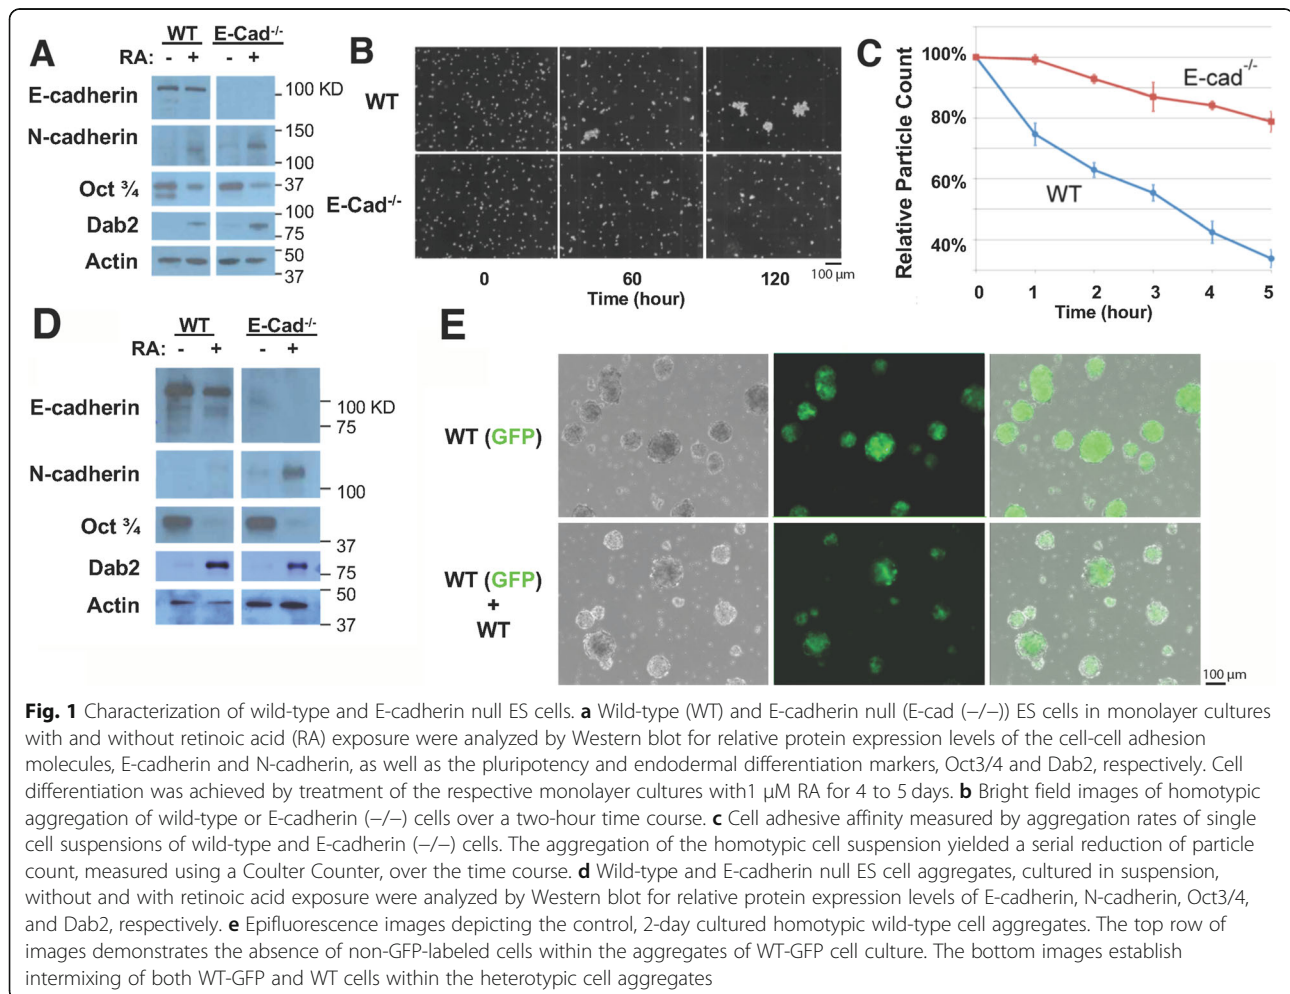 A
WT E-Cad-/-
RA: - + - +
E-cadherin
100 KD
N-cadherin
150
100
Oct ¾
37
Dab2
100
75
Actin
50
37
B
WT
E-Cad-/-
0 60 120
Time (hour)
100 µm
C
Relative Particle Count
100%
80%
60%
40%
E-cad-/-
WT
0 1 2 3 4 5
Time (hour)
D
WT E-Cad-/-
RA: - + - +
E-cadherin
100 KD
75
N-cadherin
100
Oct ¾
37
Dab2
75
Actin
50
37
E
WT (GFP)
WT (GFP)
+
WT
100 µm
Fig. 1 Characterization of wild-type and E-cadherin null ES cells. a Wild-type (WT) and E-cadherin null (E-cad (−/−)) ES cells in monolayer cultures
with and without retinoic acid (RA) exposure were analyzed by Western blot for relative protein expression levels of the cell-cell adhesion
molecules, E-cadherin and N-cadherin, as well as the pluripotency and endodermal differentiation markers, Oct3/4 and Dab2, respectively. Cell
differentiation was achieved by treatment of the respective monolayer cultures with1 µM RA for 4 to 5 days. b Bright field images of homotypic
aggregation of wild-type or E-cadherin (−/−) cells over a two-hour time course. c Cell adhesive affinity measured by aggregation rates of single
cell suspensions of wild-type and E-cadherin (−/−) cells. The aggregation of the homotypic cell suspension yielded a serial reduction of particle
count, measured using a Coulter Counter, over the time course. d Wild-type and E-cadherin null ES cell aggregates, cultured in suspension,
without and with retinoic acid exposure were analyzed by Western blot for relative protein expression levels of E-cadherin, N-cadherin, Oct3/4,
and Dab2, respectively. e Epifluorescence images depicting the control, 2-day cultured homotypic wild-type cell aggregates. The top row of
images demonstrates the absence of non-GFP-labeled cells within the aggregates of WT-GFP cell culture. The bottom images establish
intermixing of both WT-GFP and WT cells within the heterotypic cell aggregates